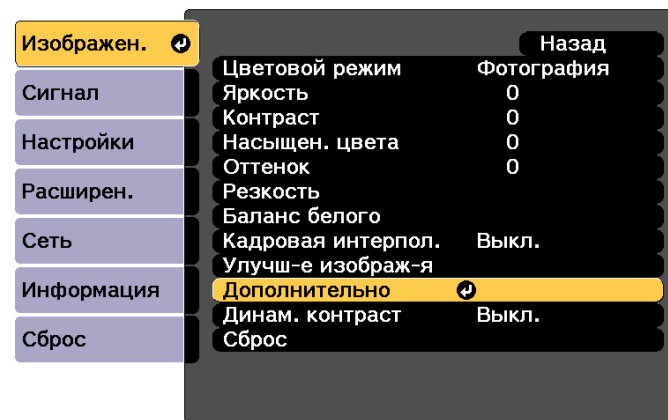 Изображен.
Сигнал
Настройки
Расширен.
Сеть
Информация
Сброс
Назад
Цветовой режим Фотография
Яркость 0
Контраст 0
Насыщен. цвета 0
Оттенок 0
Резкость
Баланс белого
Кадровая интерпол. Выкл.
Улучш-е изображ-я
Дополнительно
Динам. контраст Выкл.
Сброс